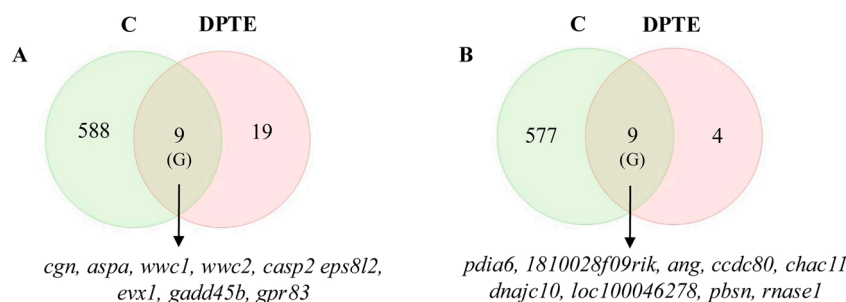 C DPTE
A
588 9 19
(G)
cgn, aspa, wwc1, wwc2, casp2 eps8l2,
evx1, gadd45b, gpr83
C DPTE
B
577 9 4
(G)
pdia6, 1810028f09rik, ang, ccdc80, chac11
dnajc10, loc100046278, pbsn, rnase1